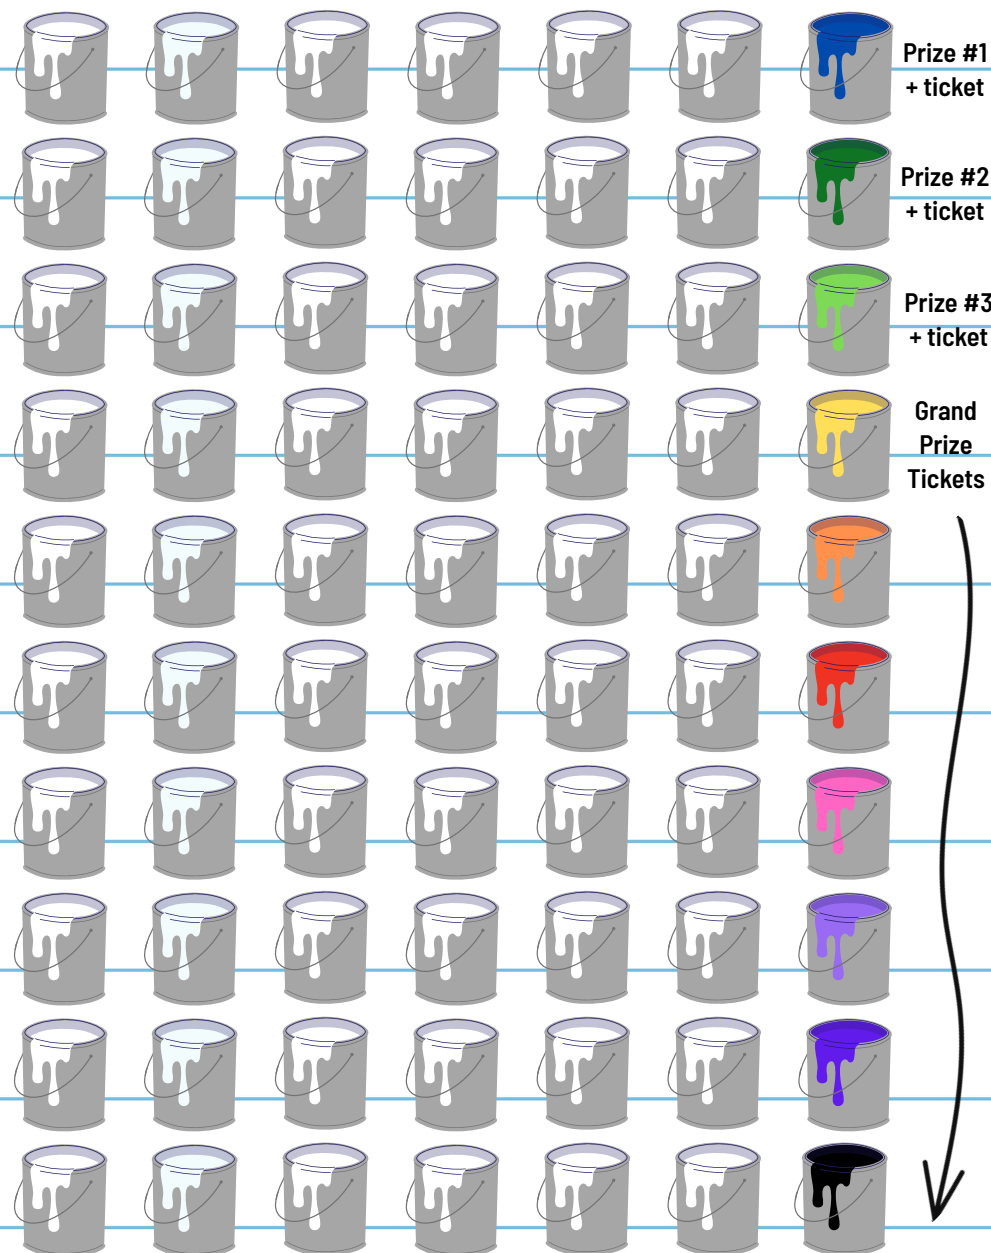 Prize #1
+ ticket
Prize #2
+ ticket
Prize #3
+ ticket
Grand
Prize
Tickets